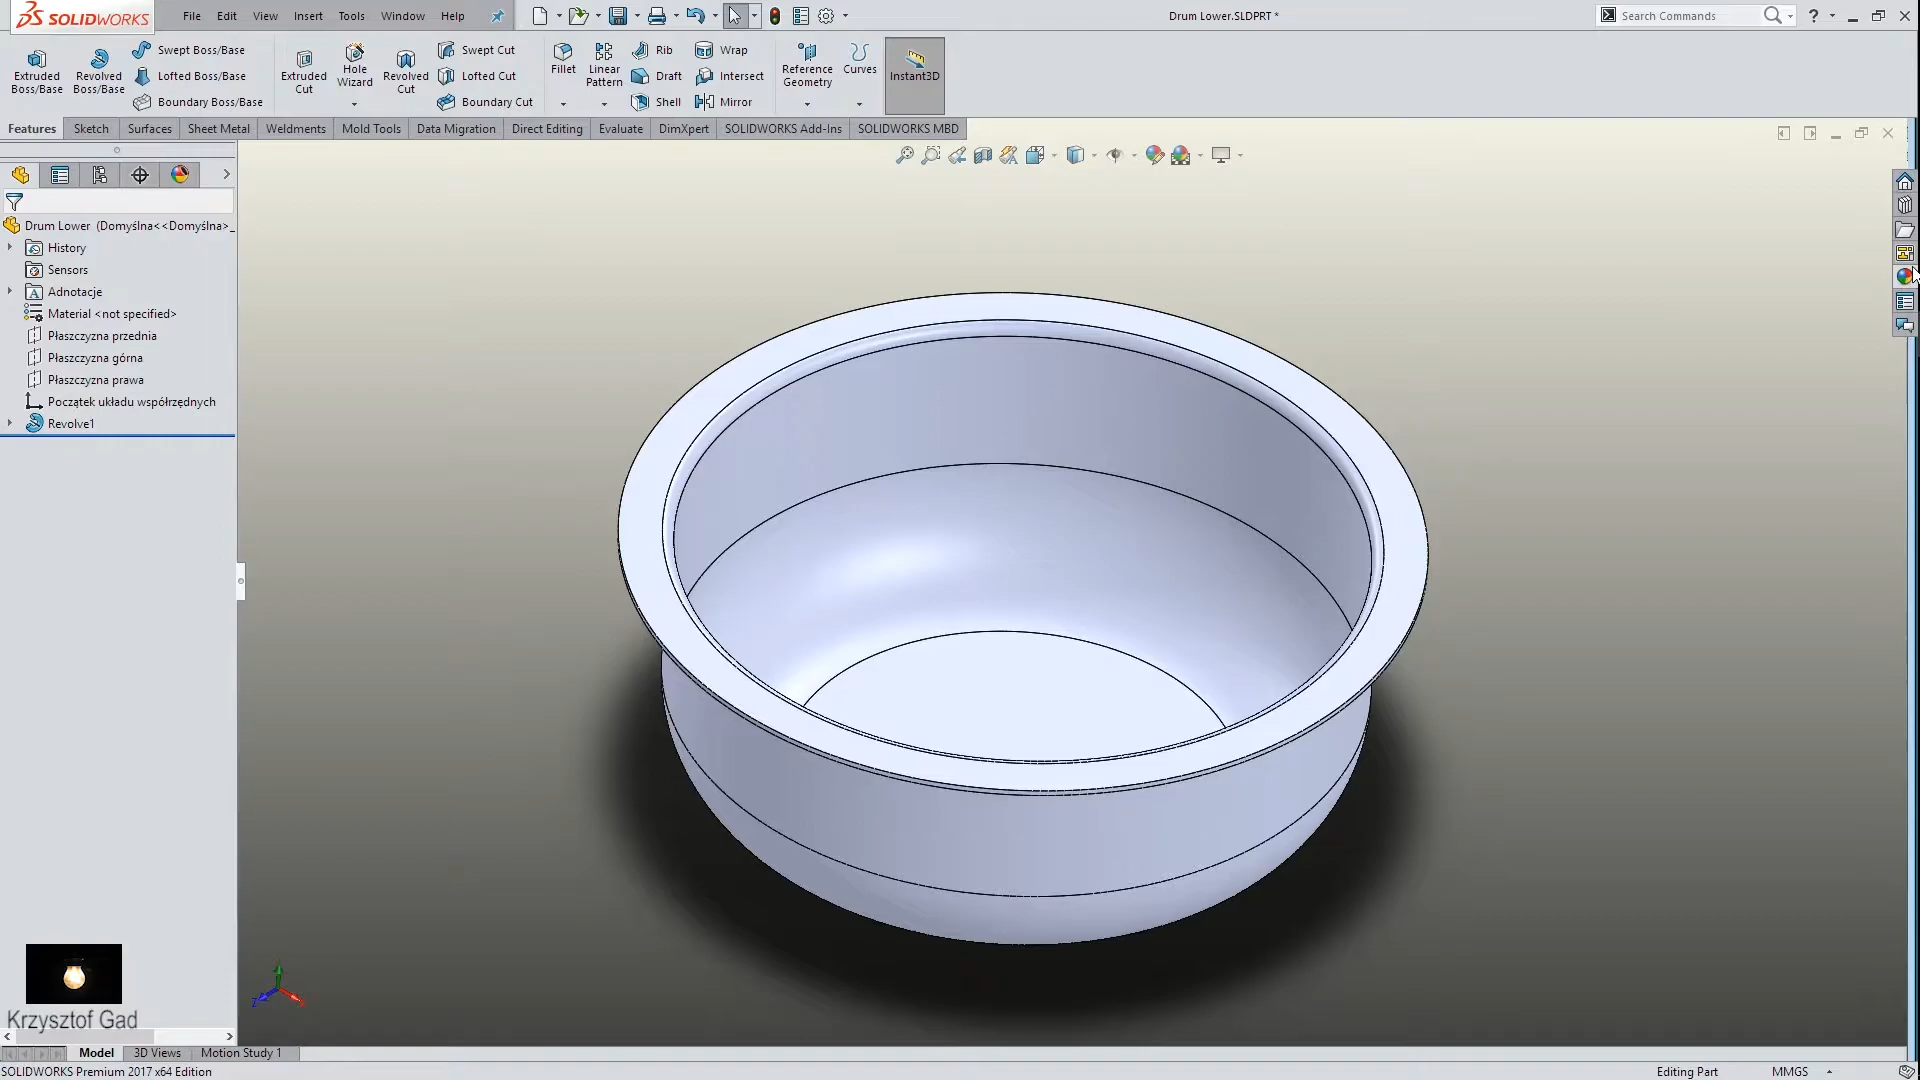 SOLIDWORKS
File Edit View Insert Tools Window Help
Drum Lower.SLDPRT *
Search Commands
?
Extruded Boss/Base
Revolved Boss/Base
Swept Boss/Base
Lofted Boss/Base
Boundary Boss/Base
Extruded Cut
Hole Wizard
Revolved Cut
Swept Cut
Lofted Cut
Boundary Cut
Fillet
Linear Pattern
Rib
Draft
Shell
Wrap
Intersect
Mirror
Reference Geometry
Curves
Instant3D
Features Sketch Surfaces Sheet Metal Weldments Mold Tools Data Migration Direct Editing Evaluate DimXpert SOLIDWORKS Add-Ins SOLIDWORKS MBD
Drum Lower (Domyślna<<Domyślna>_
History
Sensors
Adnotacje
Material <not specified>
Płaszczyzna przednia
Płaszczyzna górna
Płaszczyzna prawa
Początek układu współrzędnych
Revolve1
Krzysztof Gad
Model 3D Views Motion Study 1
SOLIDWORKS Premium 2017 x64 Edition
Editing Part MMGS